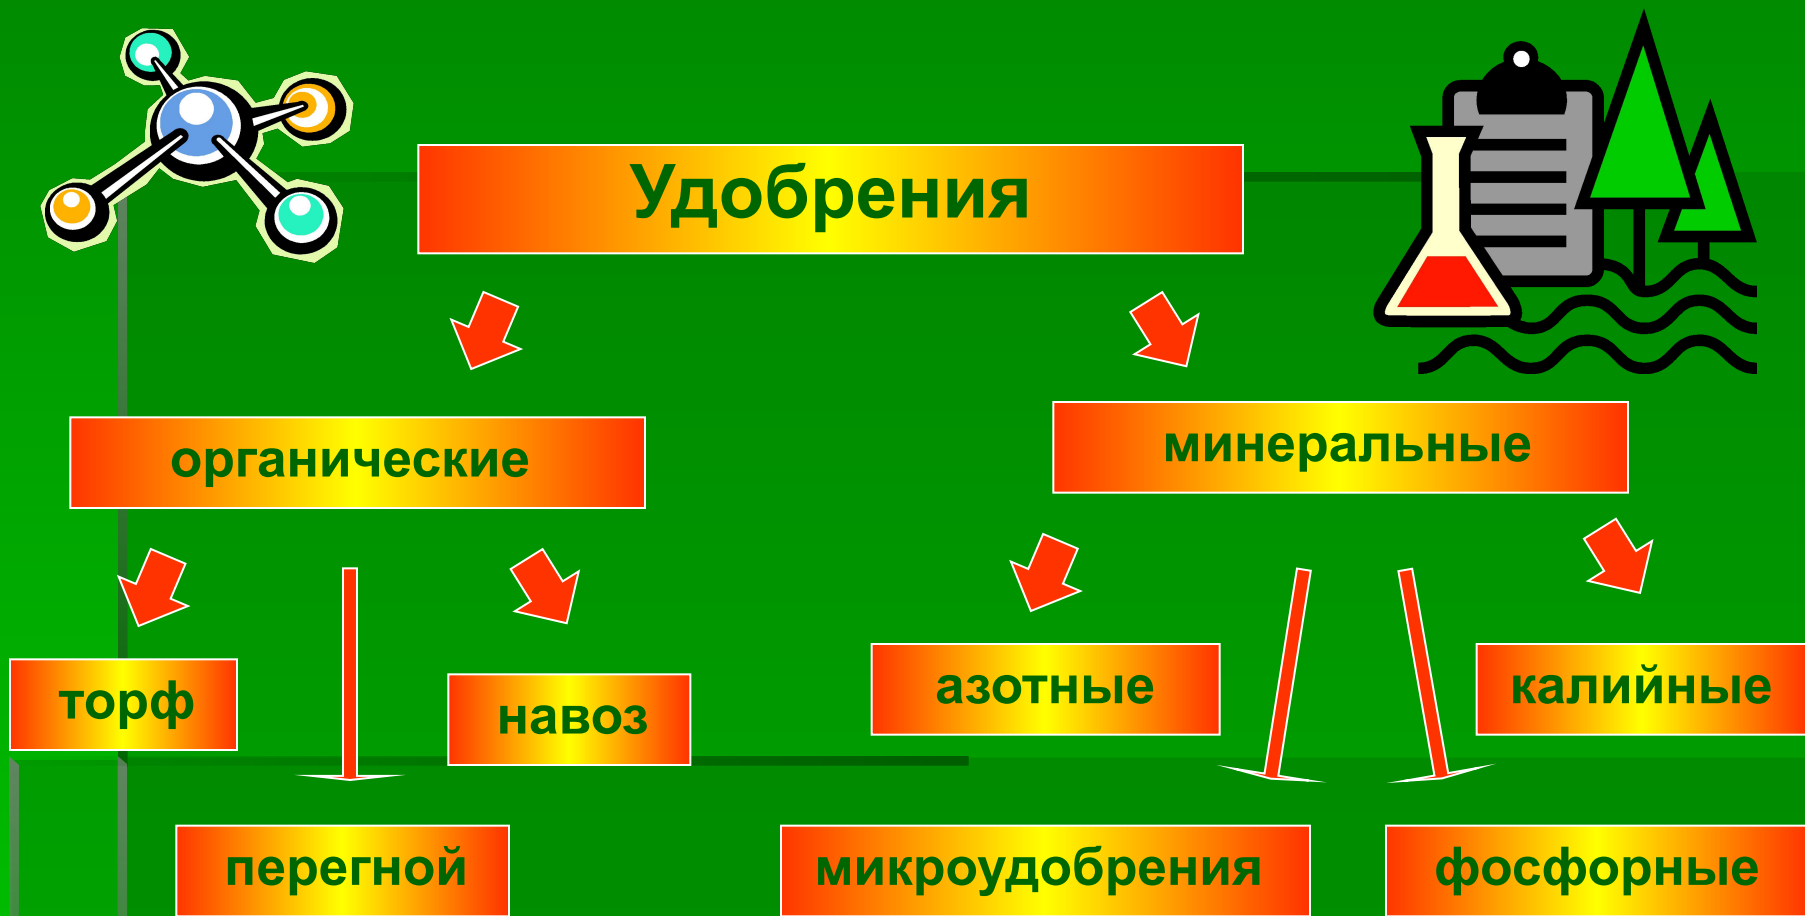 Удобрения
органические
минеральные
торф
навоз
азотные
калийные
перегной
микроудобрения
фосфорные